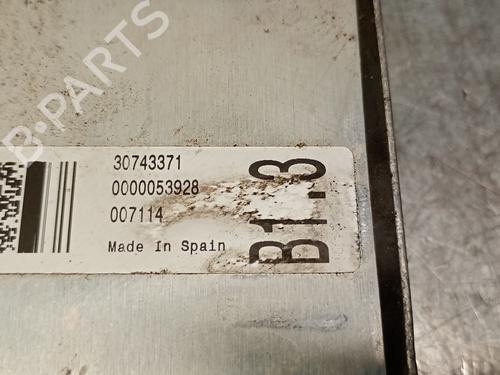 B-PARTS
30743371
0000053928
007114
Made In Spain
B1.3